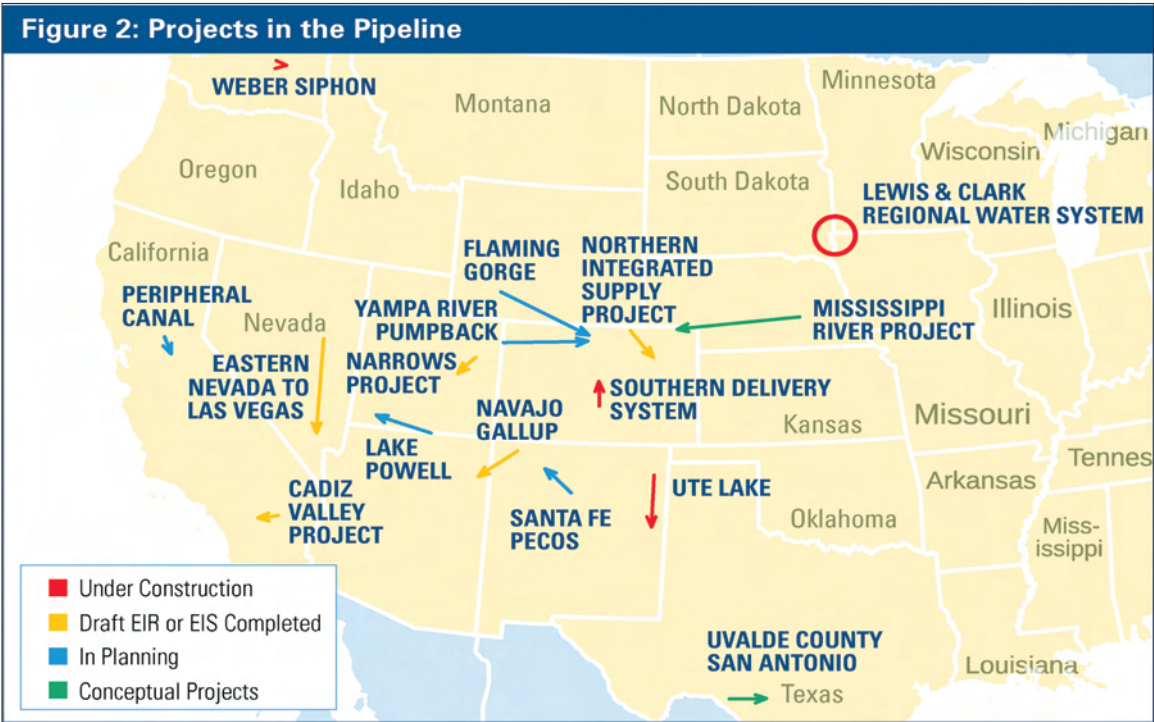 Figure 2: Projects in the Pipeline
WEBER SIPHON
Montana
North Dakota
Minnesota
Michigan
Wisconsin
Oregon
Idaho
South Dakota
LEWIS & CLARK
REGIONAL WATER SYSTEM
California
FLAMING
GORGE
NORTHERN
INTEGRATED
SUPPLY
PROJECT
PERIPHERAL
CANAL
Nevada
YAMPA RIVER
PUMPBACK
MISSISSIPPI
RIVER PROJECT
Illinois
EASTERN
NEVADA TO
LAS VEGAS
NARROWS
PROJECT
SOUTHERN DELIVERY
SYSTEM
NAVAJO
GALLUP
Kansas
Missouri
LAKE
POWELL
Tennes
Arkansas
CADIZ
VALLEY
PROJECT
SANTA FE
PECOS
UTE LAKE
Oklahoma
Miss-
issippi
Under Construction
Draft EIR or EIS Completed
In Planning
Conceptual Projects
UVALDE COUNTY
SAN ANTONIO
Texas
Louisiana